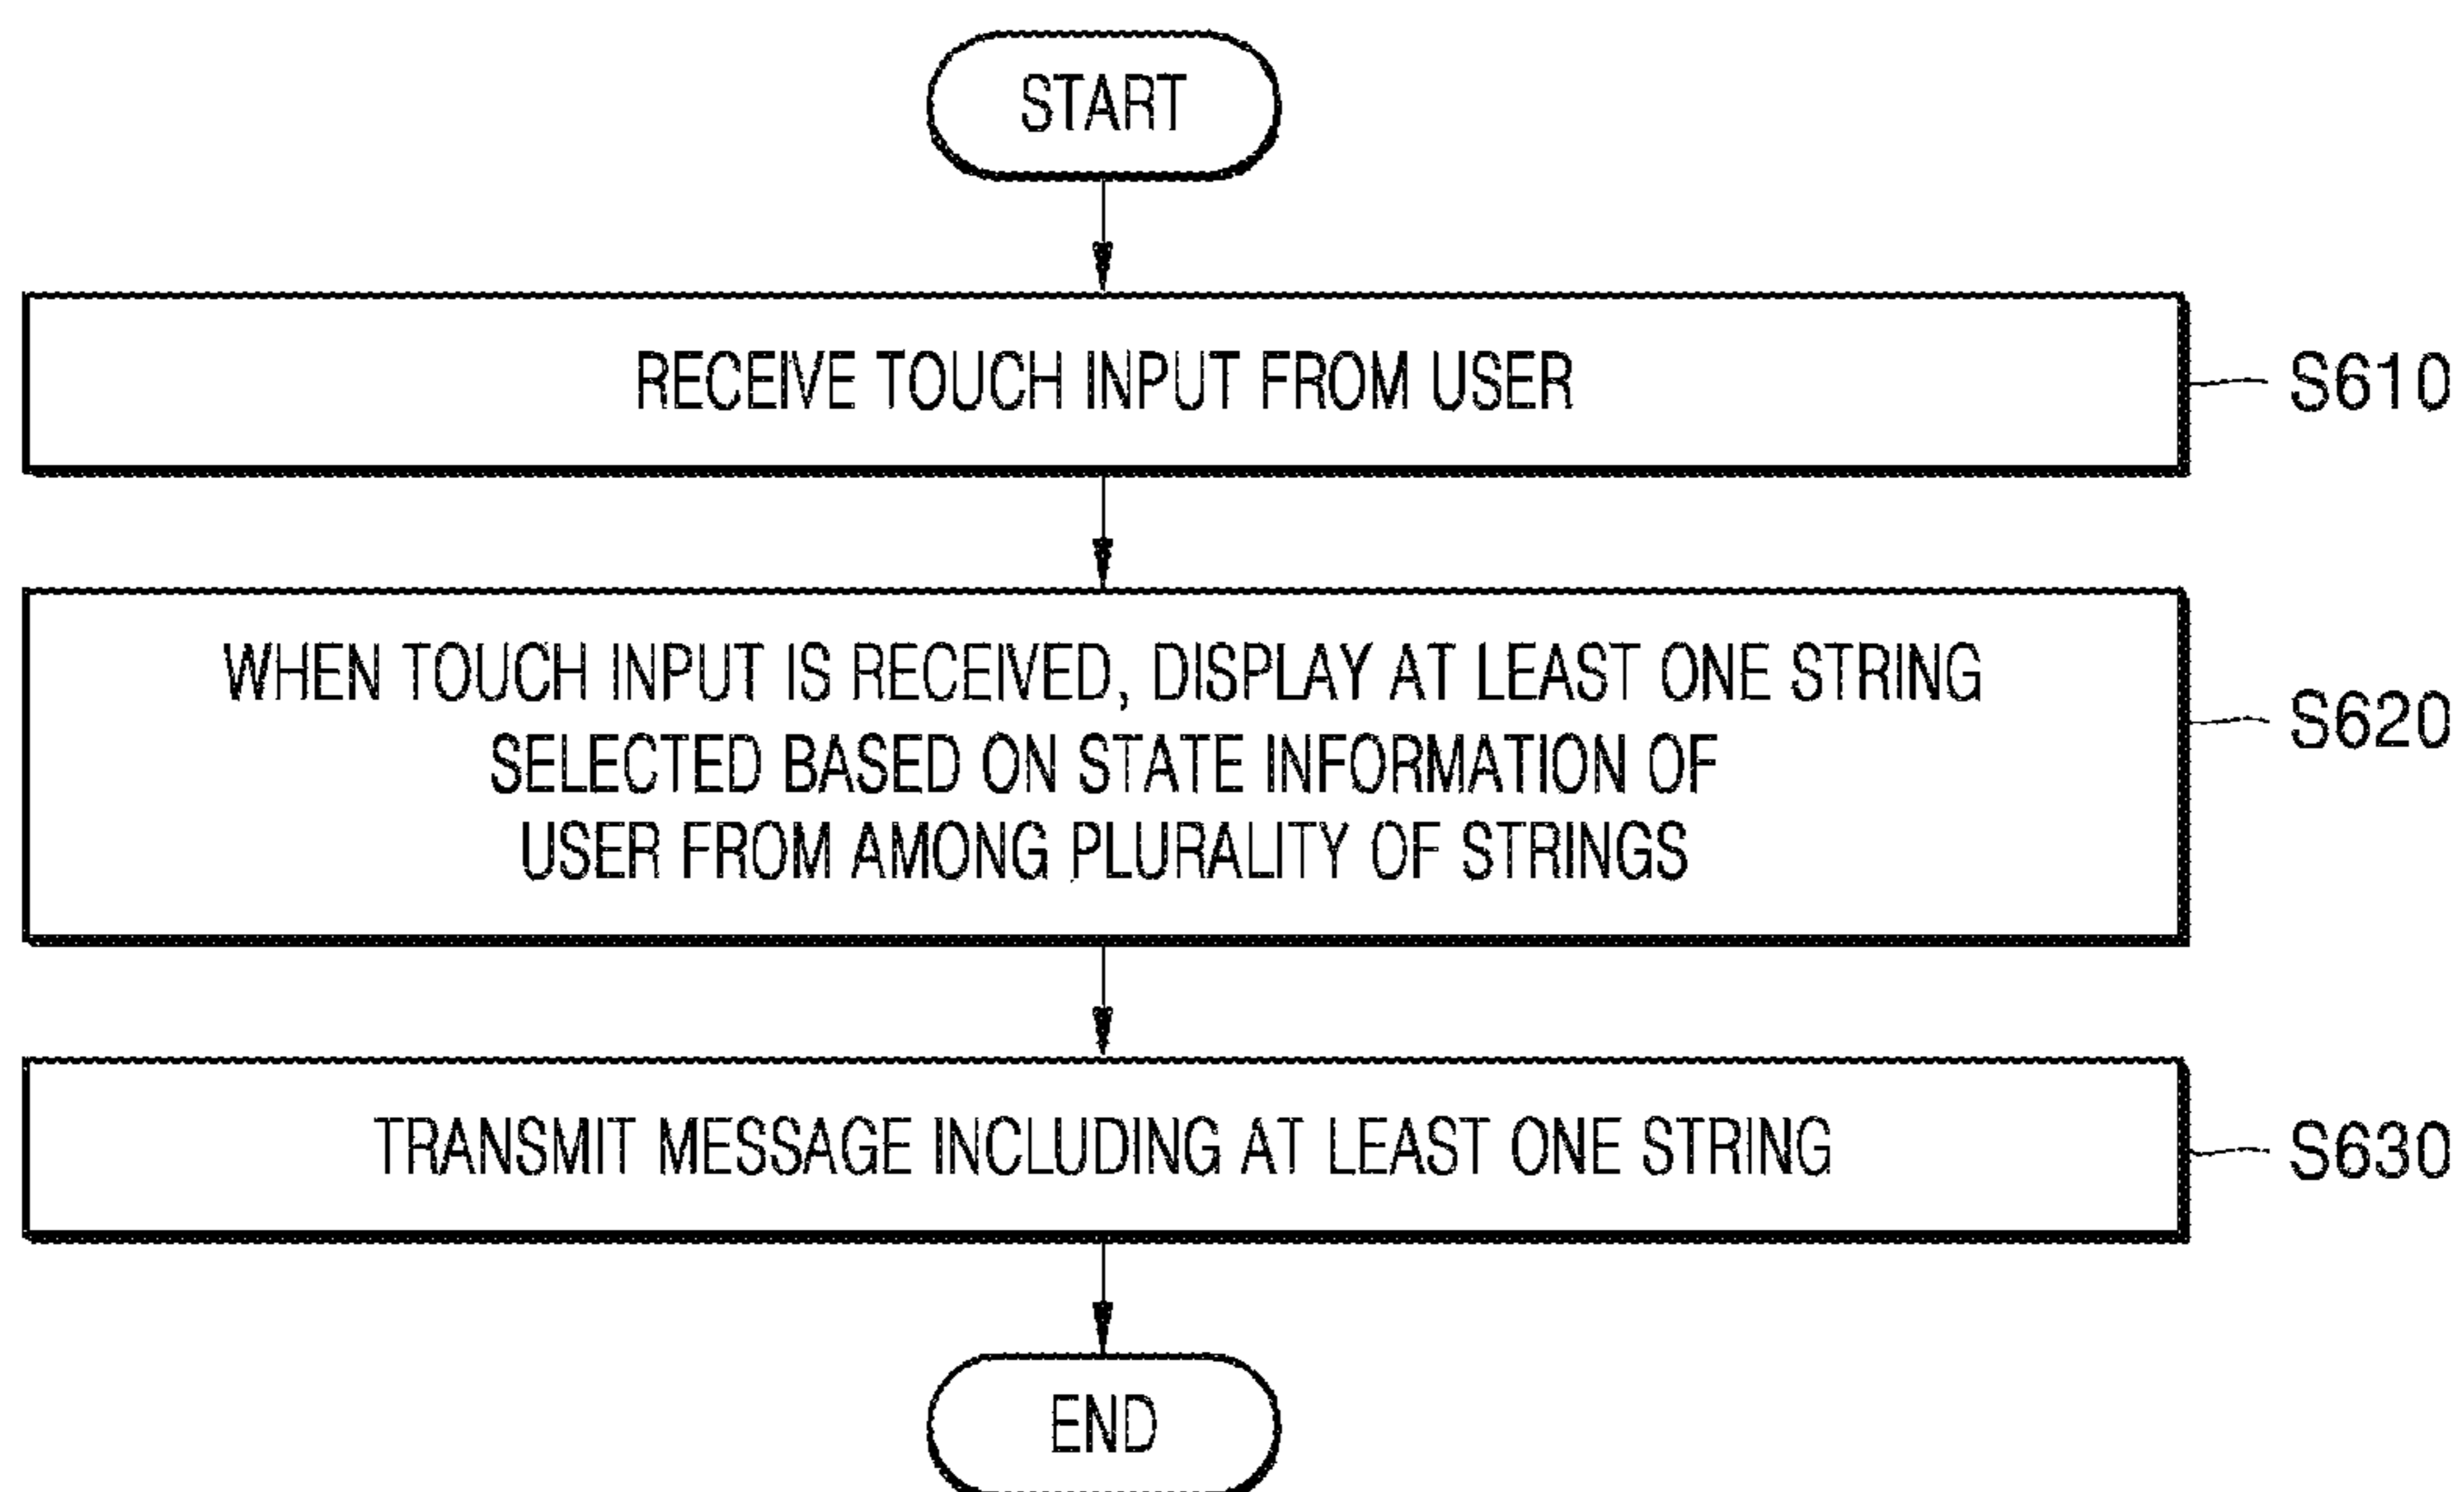 START
RECEIVE TOUCH INPUT FROM USER
S610
WHEN TOUCH INPUT IS RECEIVED, DISPLAY AT LEAST ONE STRING
SELECTED BASED ON STATE INFORMATION OF
USER FROM AMONG PLURALITY OF STRINGS
S620
TRANSMIT MESSAGE INCLUDING AT LEAST ONE STRING
S630
END